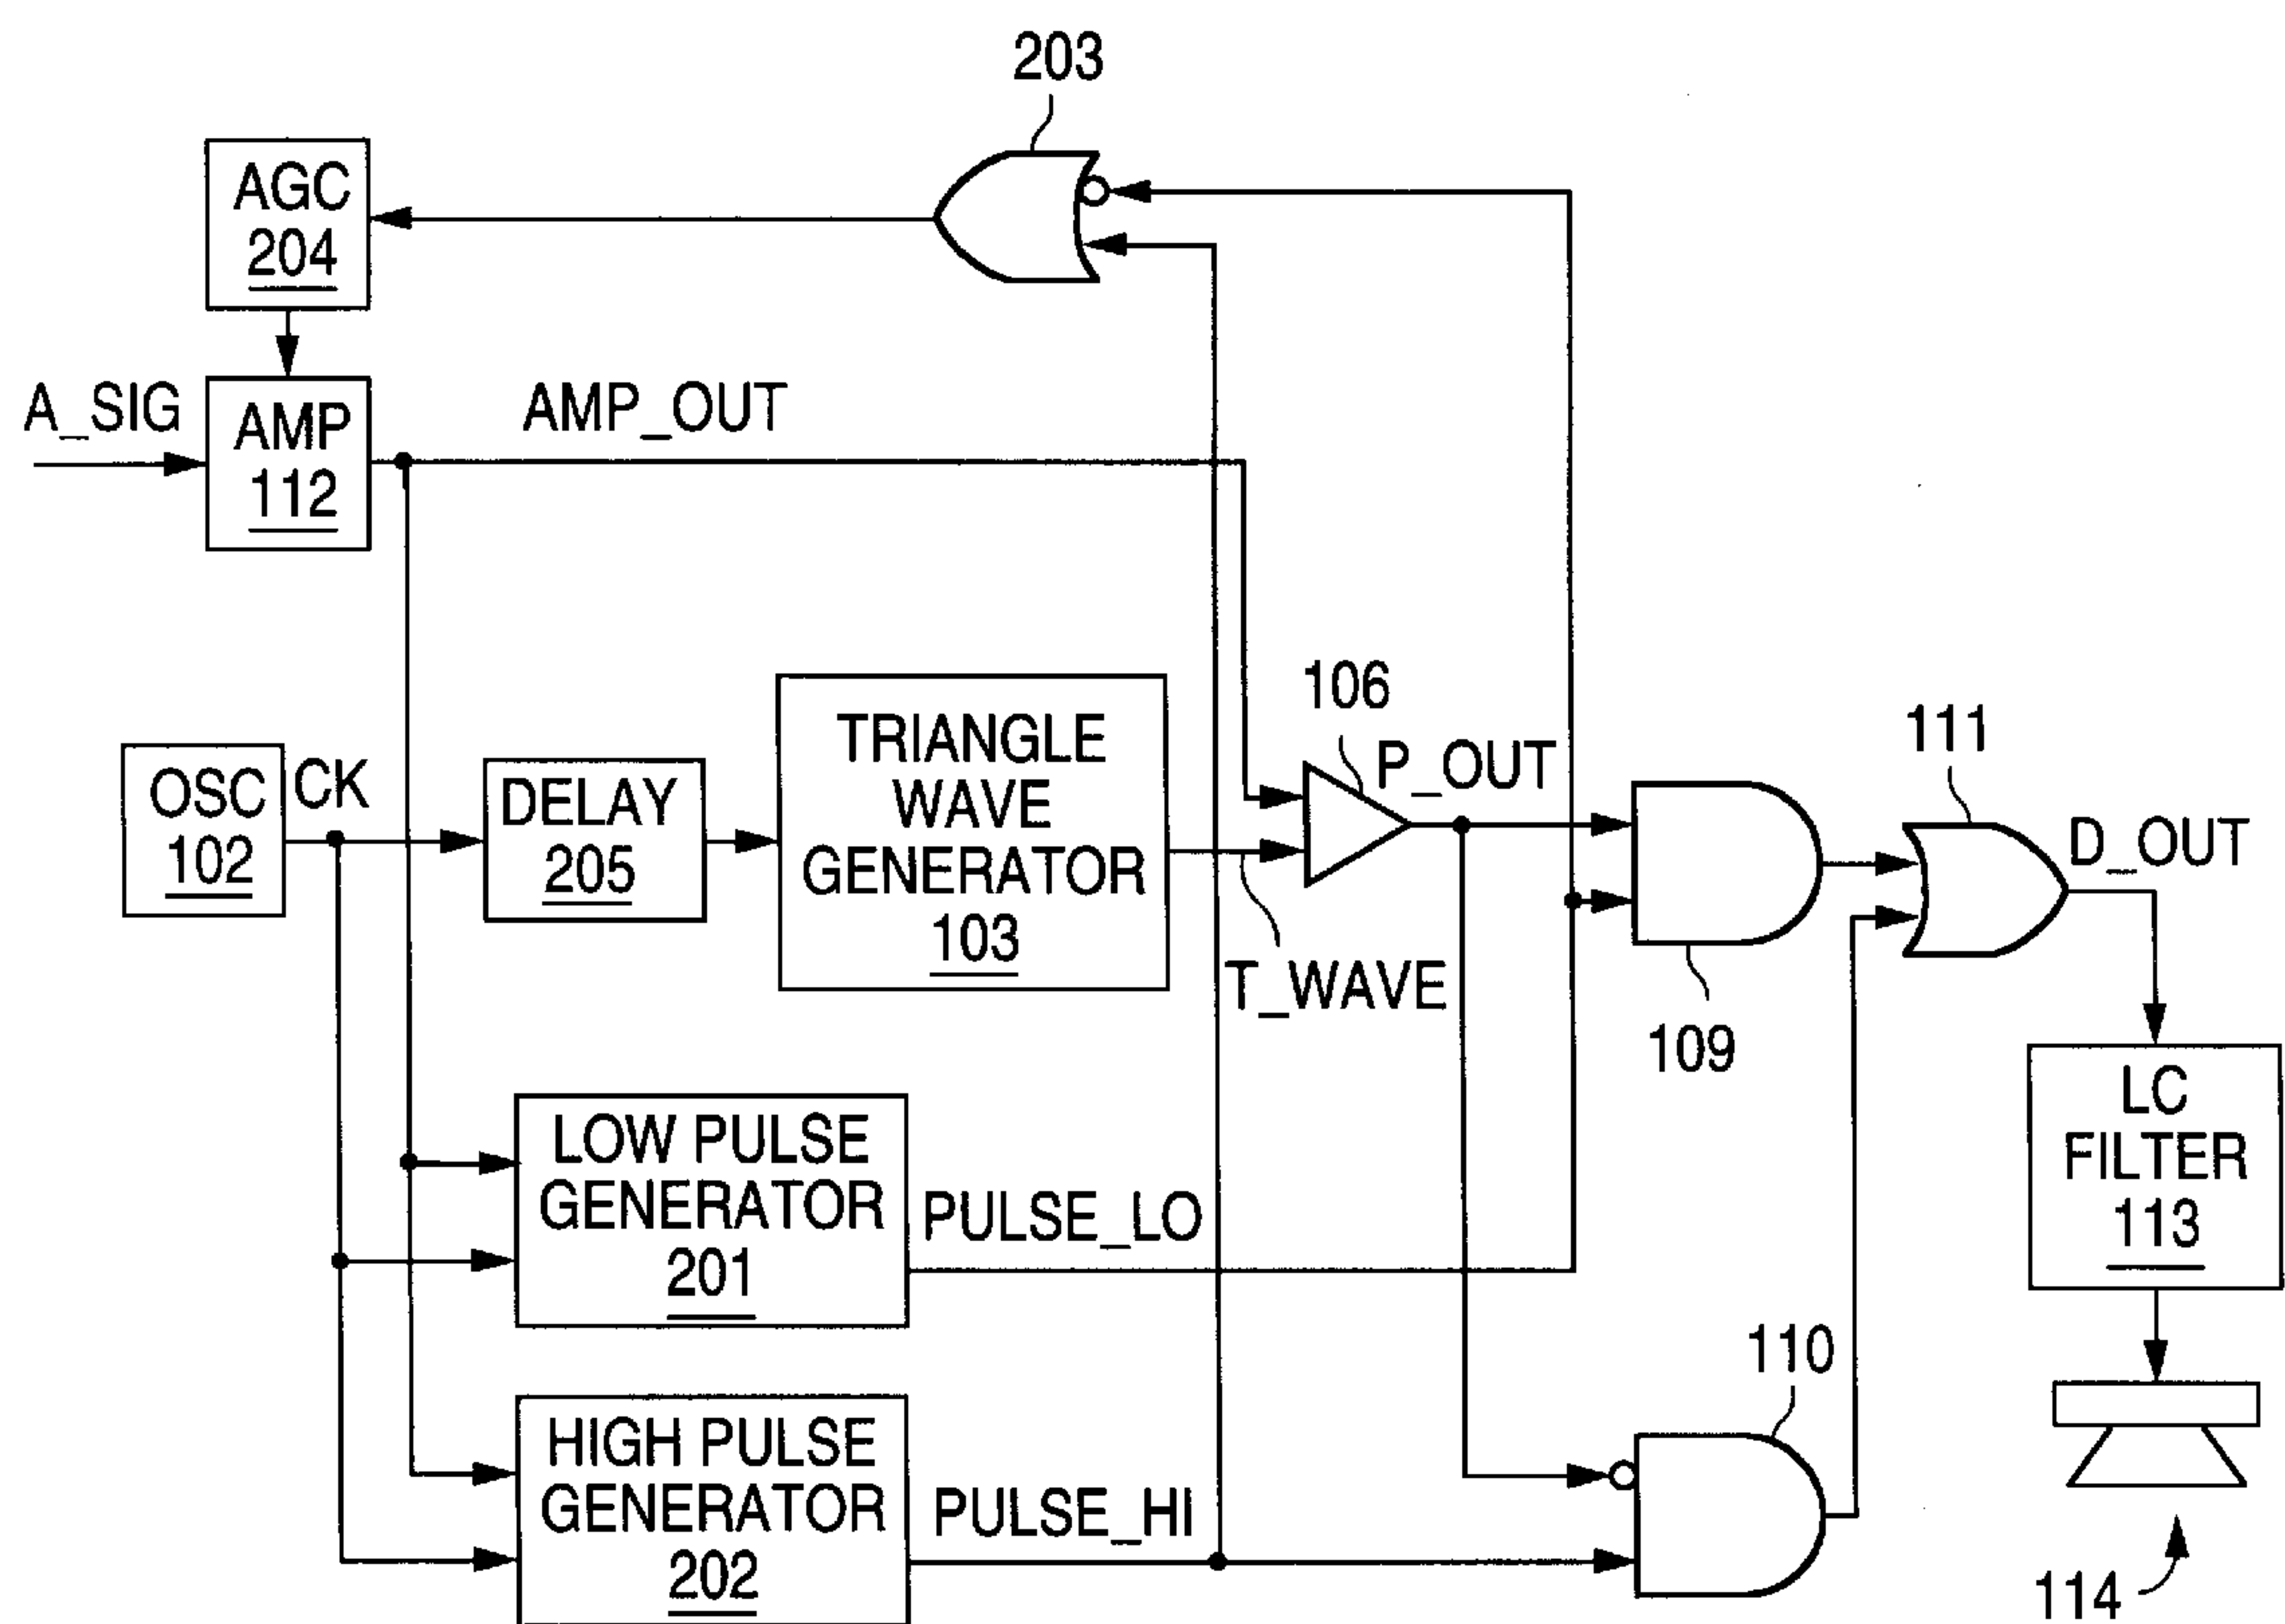 203
AGC
204
A_SIG
AMP
112
AMP_OUT
106
P_OUT
111
D_OUT
OSC
102
CK
DELAY
205
TRIANGLE
WAVE
GENERATOR
103
T_WAVE
109
LC
FILTER
113
LOW PULSE
GENERATOR
201
PULSE_LO
110
HIGH PULSE
GENERATOR
202
PULSE_HI
114